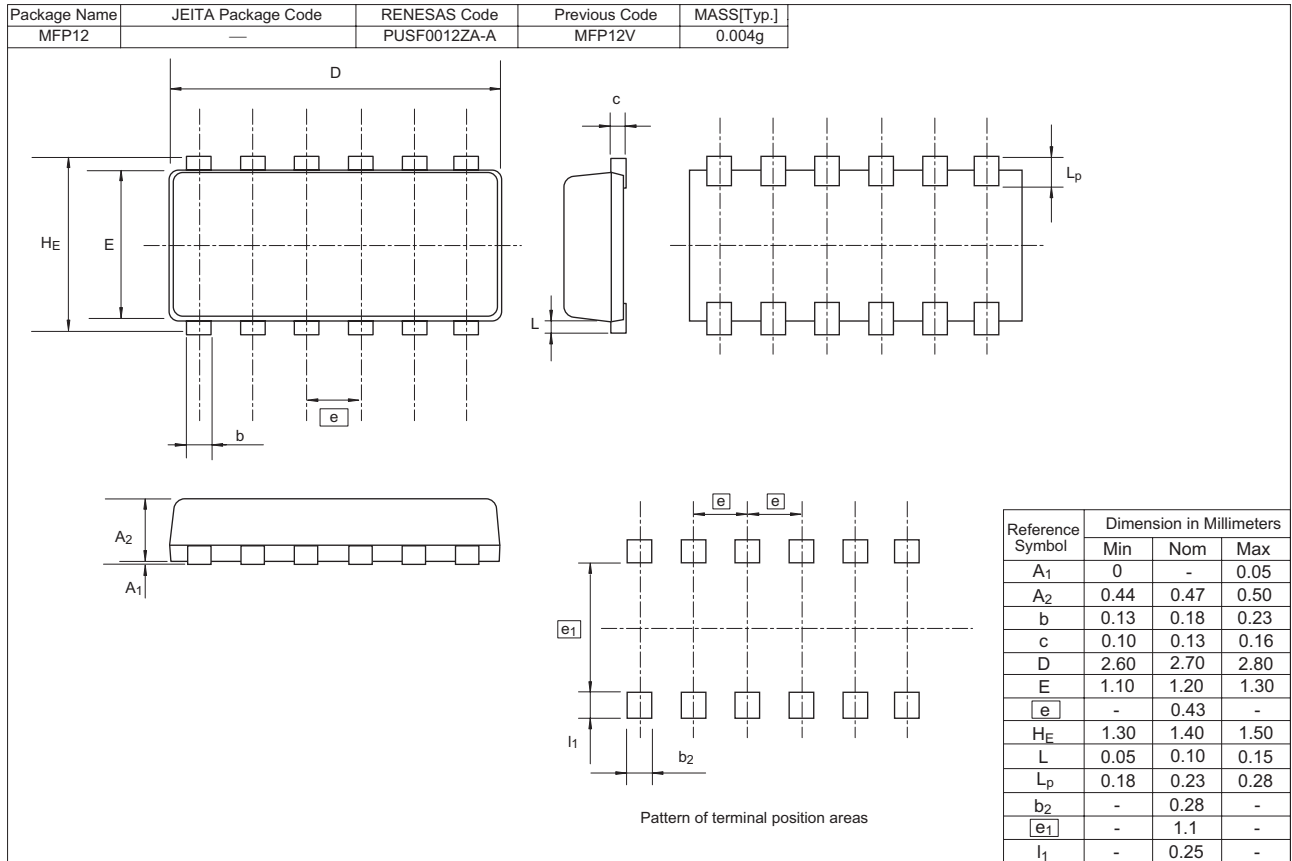 Package Name JEITA Package Code RENESAS Code Previous Code MASS[Typ.]
MFP12 — PUSF0012ZA-A MFP12V 0.004g
D
c
HE
E
L
Lp
e
b
A2
A1
e e
e1
l1
b2
Pattern of terminal position areas
Reference Symbol Dimension in Millimeters
Min Nom Max
A1 0 - 0.05
A2 0.44 0.47 0.50
b 0.13 0.18 0.23
c 0.10 0.13 0.16
D 2.60 2.70 2.80
E 1.10 1.20 1.30
e - 0.43 -
HE 1.30 1.40 1.50
L 0.05 0.10 0.15
Lp 0.18 0.23 0.28
b2 - 0.28 -
e1 - 1.1 -
l1 - 0.25 -